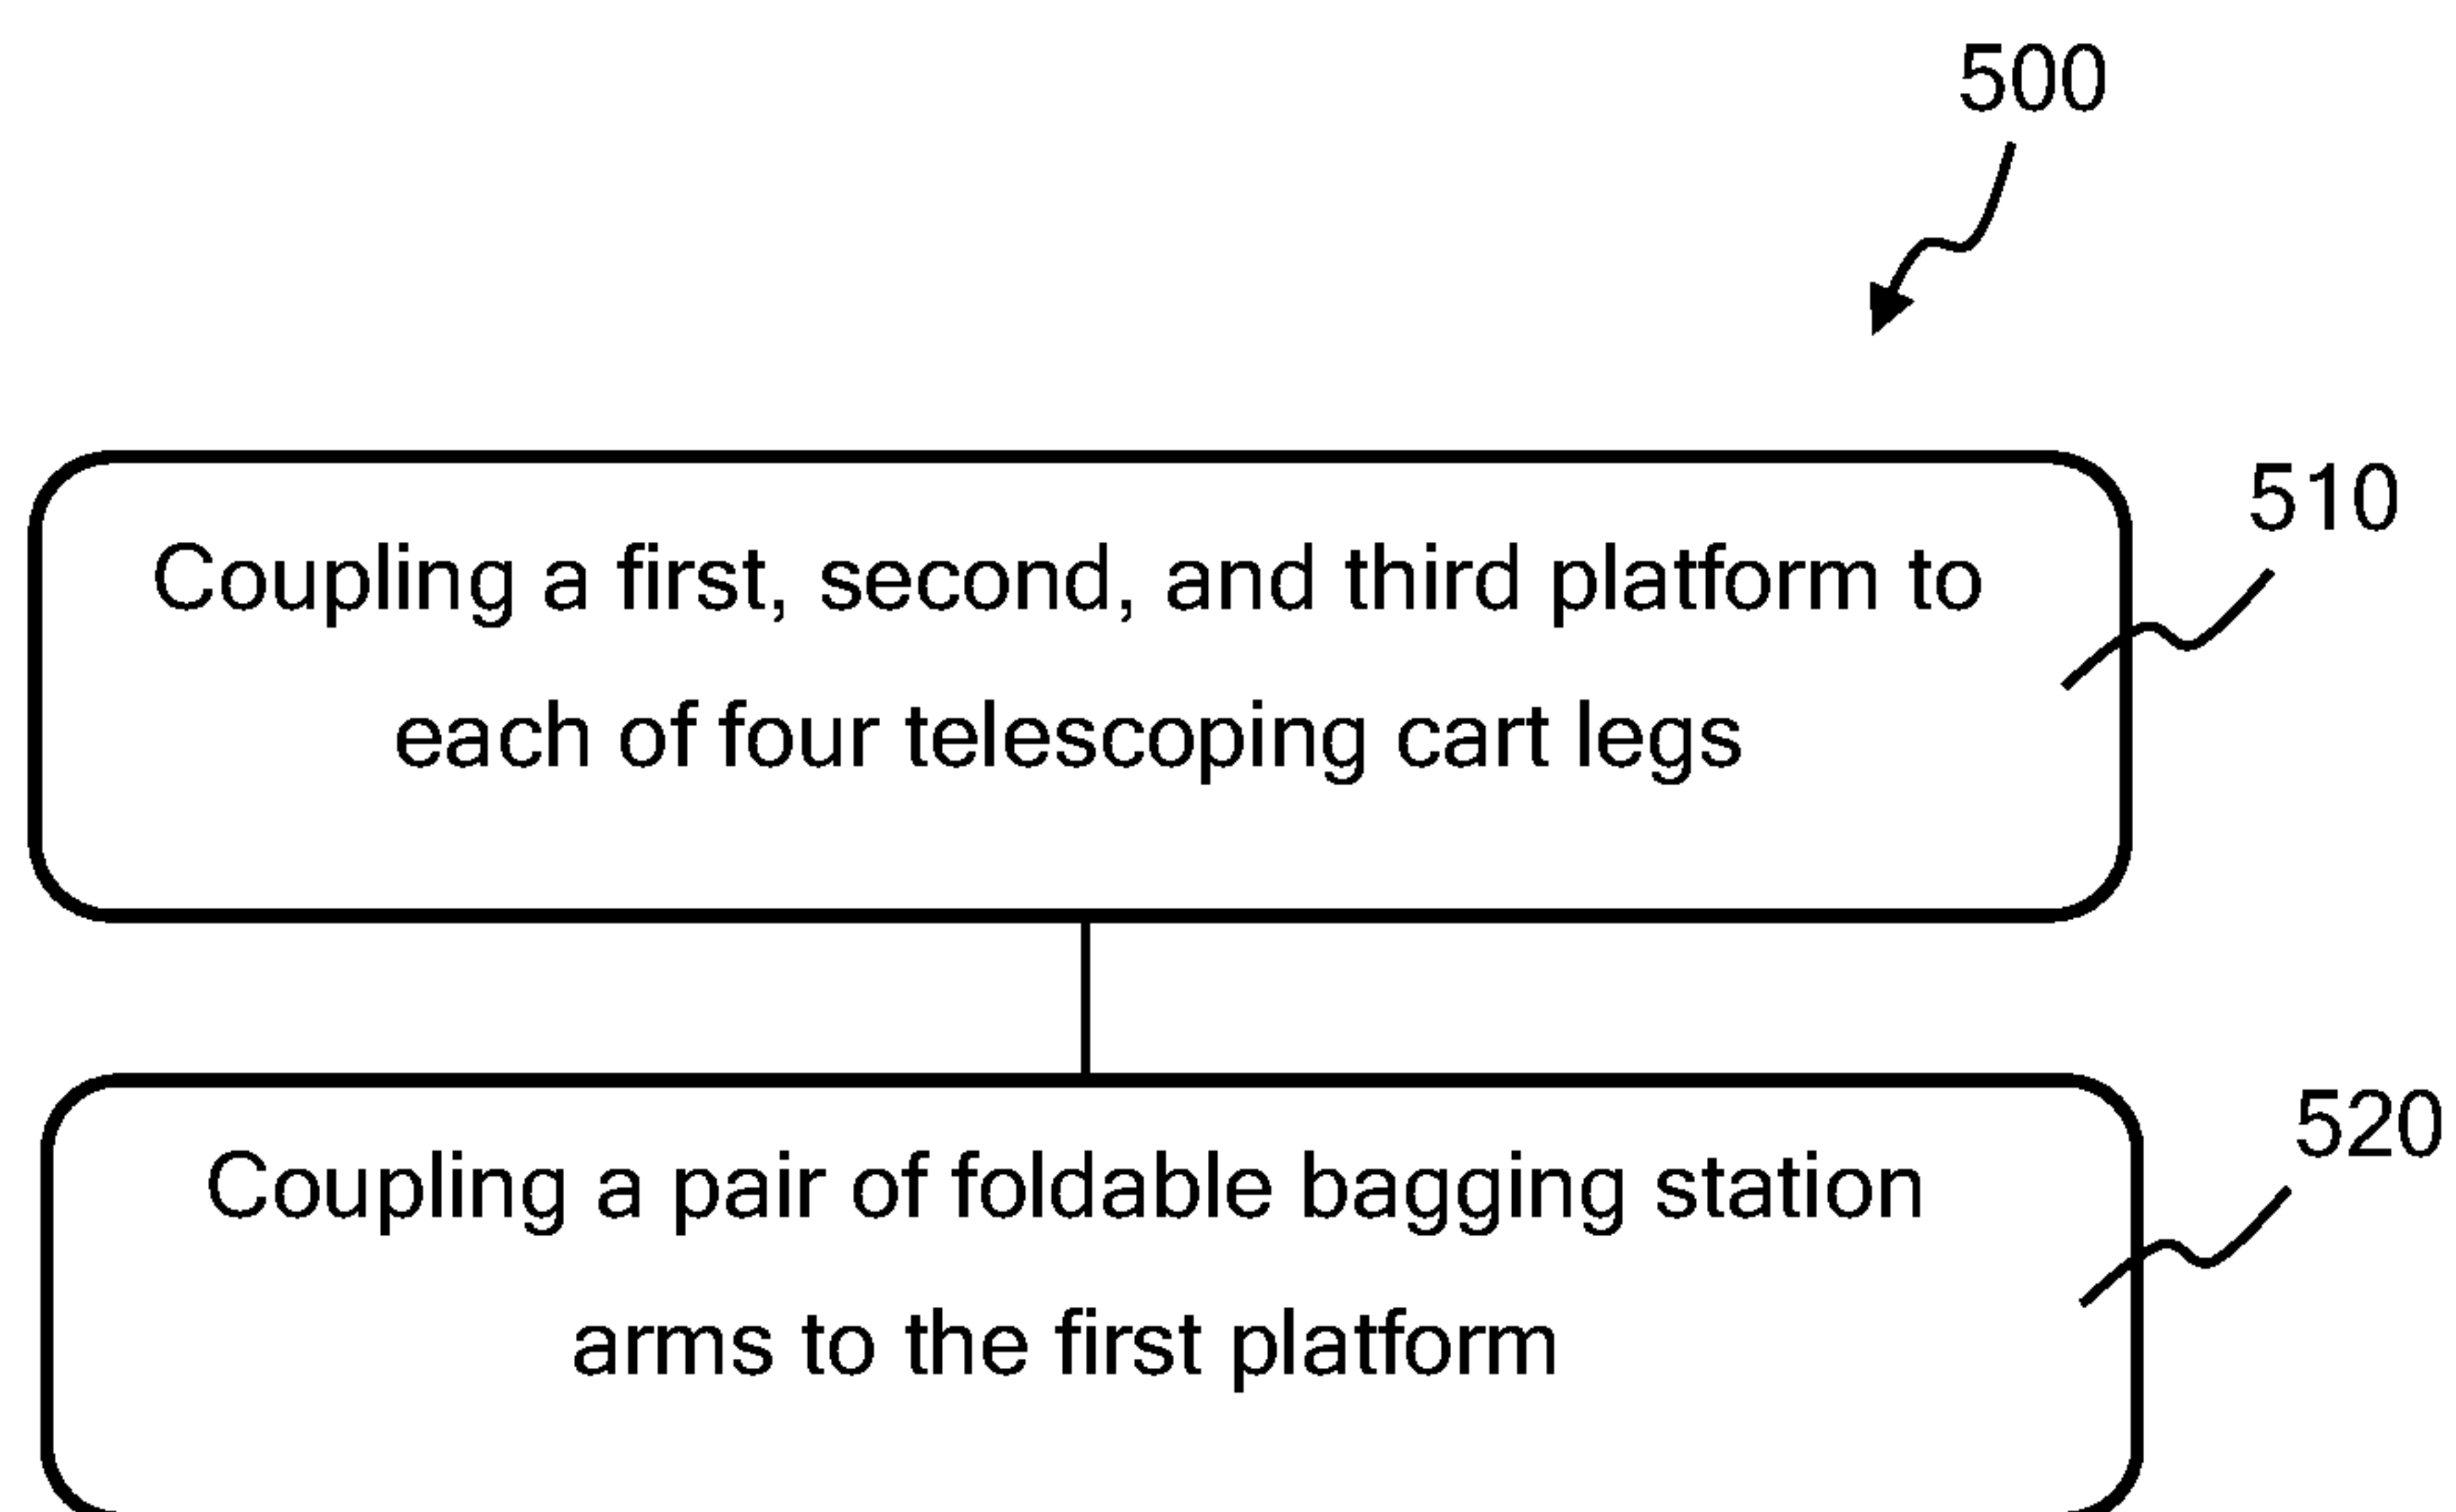 500
510
Coupling a first, second, and third platform to
each of four telescoping cart legs
520
Coupling a pair of foldable bagging station
arms to the first platform